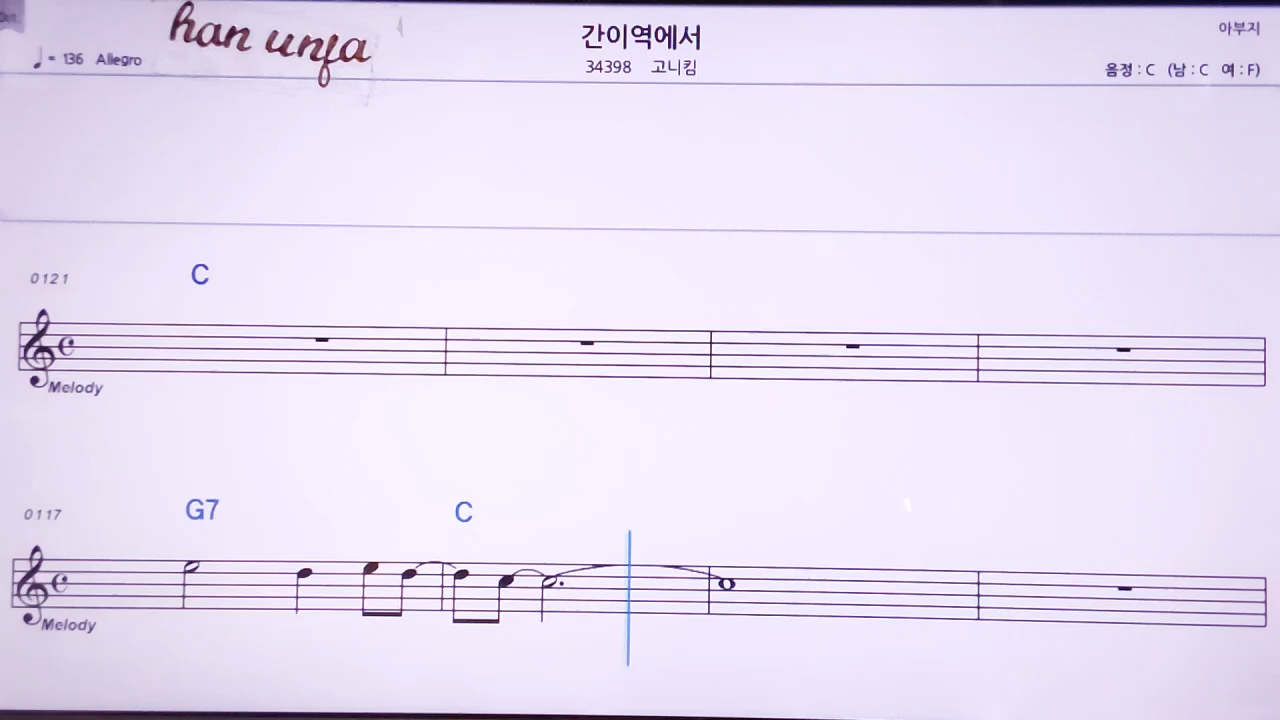 han unfa
간이역에서
아부지
♩ = 136 Allegro
34398 고니킴
음정 : C (남 : C 여 : F)
0121
C
Melody
0117
G7 C
Melody